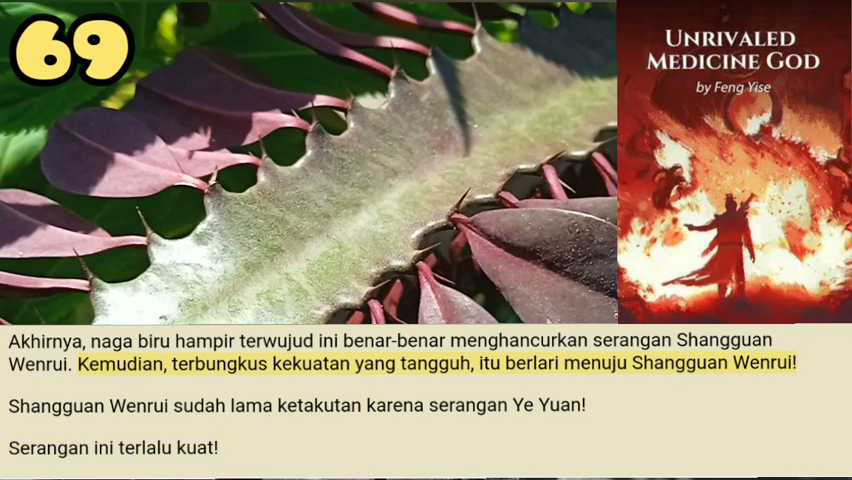 69
UNRIVALED
MEDICINE GOD
by Feng Yise
Akhirnya, naga biru hampir terwujud ini benar-benar menghancurkan serangan Shangguan
Wenrui. Kemudian, terbungkus kekuatan yang tangguh, itu berlari menuju Shangguan Wenrui!
Shangguan Wenrui sudah lama ketakutan karena serangan Ye Yuan!
Serangan ini terlalu kuat!